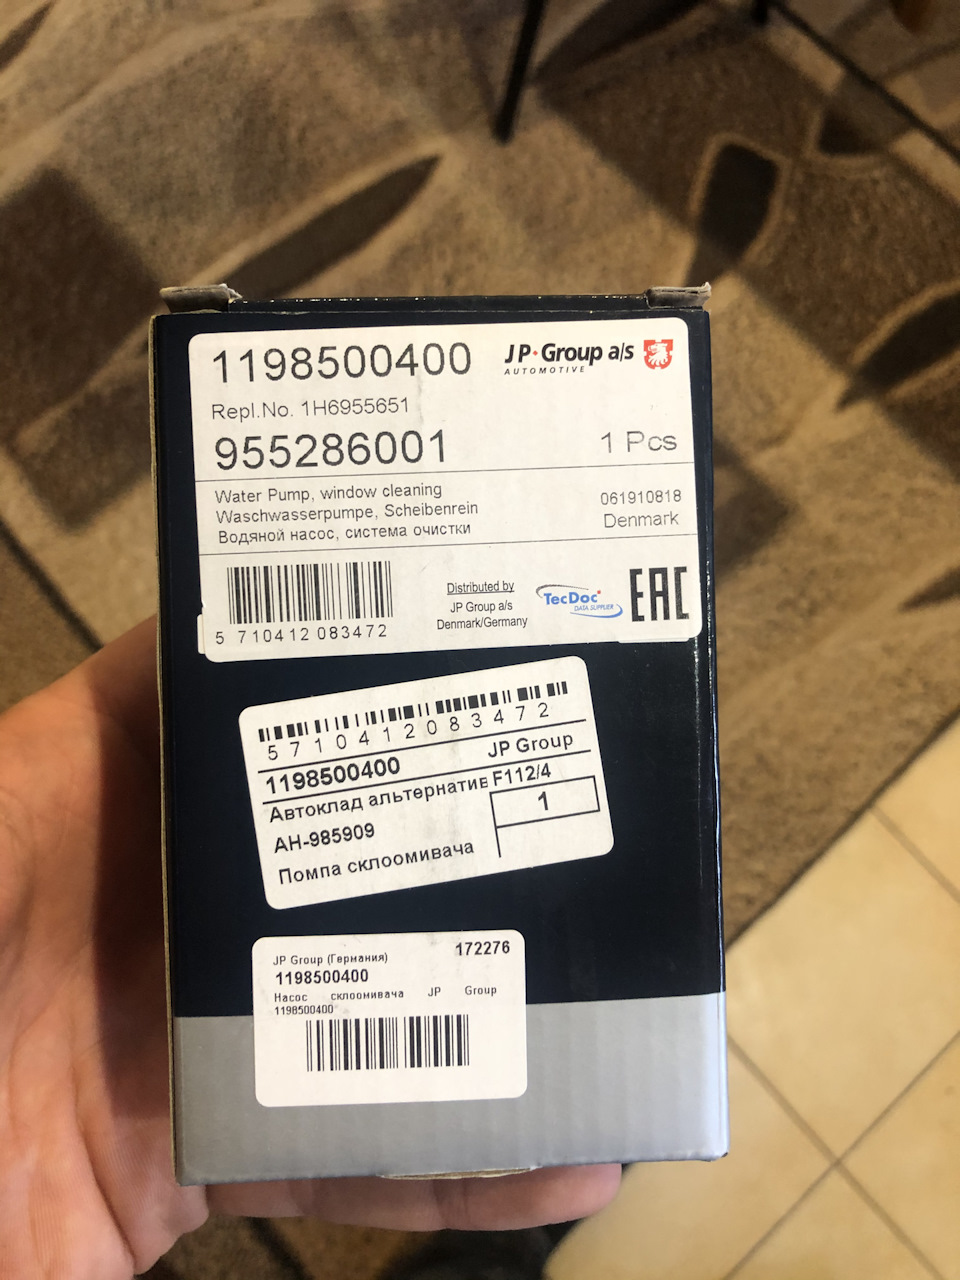 1198500400
JP Group a/s
AUTOMOTIVE
Repl.No. 1H6955651
955286001
1 Pcs
Water Pump, window cleaning
Waschwasserpumpe, Scheibenrein
Водяной насос, система очистки
061910818
Denmark
5 710412 083472
Distributed by
JP Group a/s
Denmark/Germany
TecDoc
DATA SUPPLIER
EAC
5710412083472
1198500400
JP Group
Автоклад альтернатив
F112/4
АН-985909
1
Помпа склоомивача
JP Group (Германия)
172276
1198500400
Насос склоомивача JP Group
1198500400